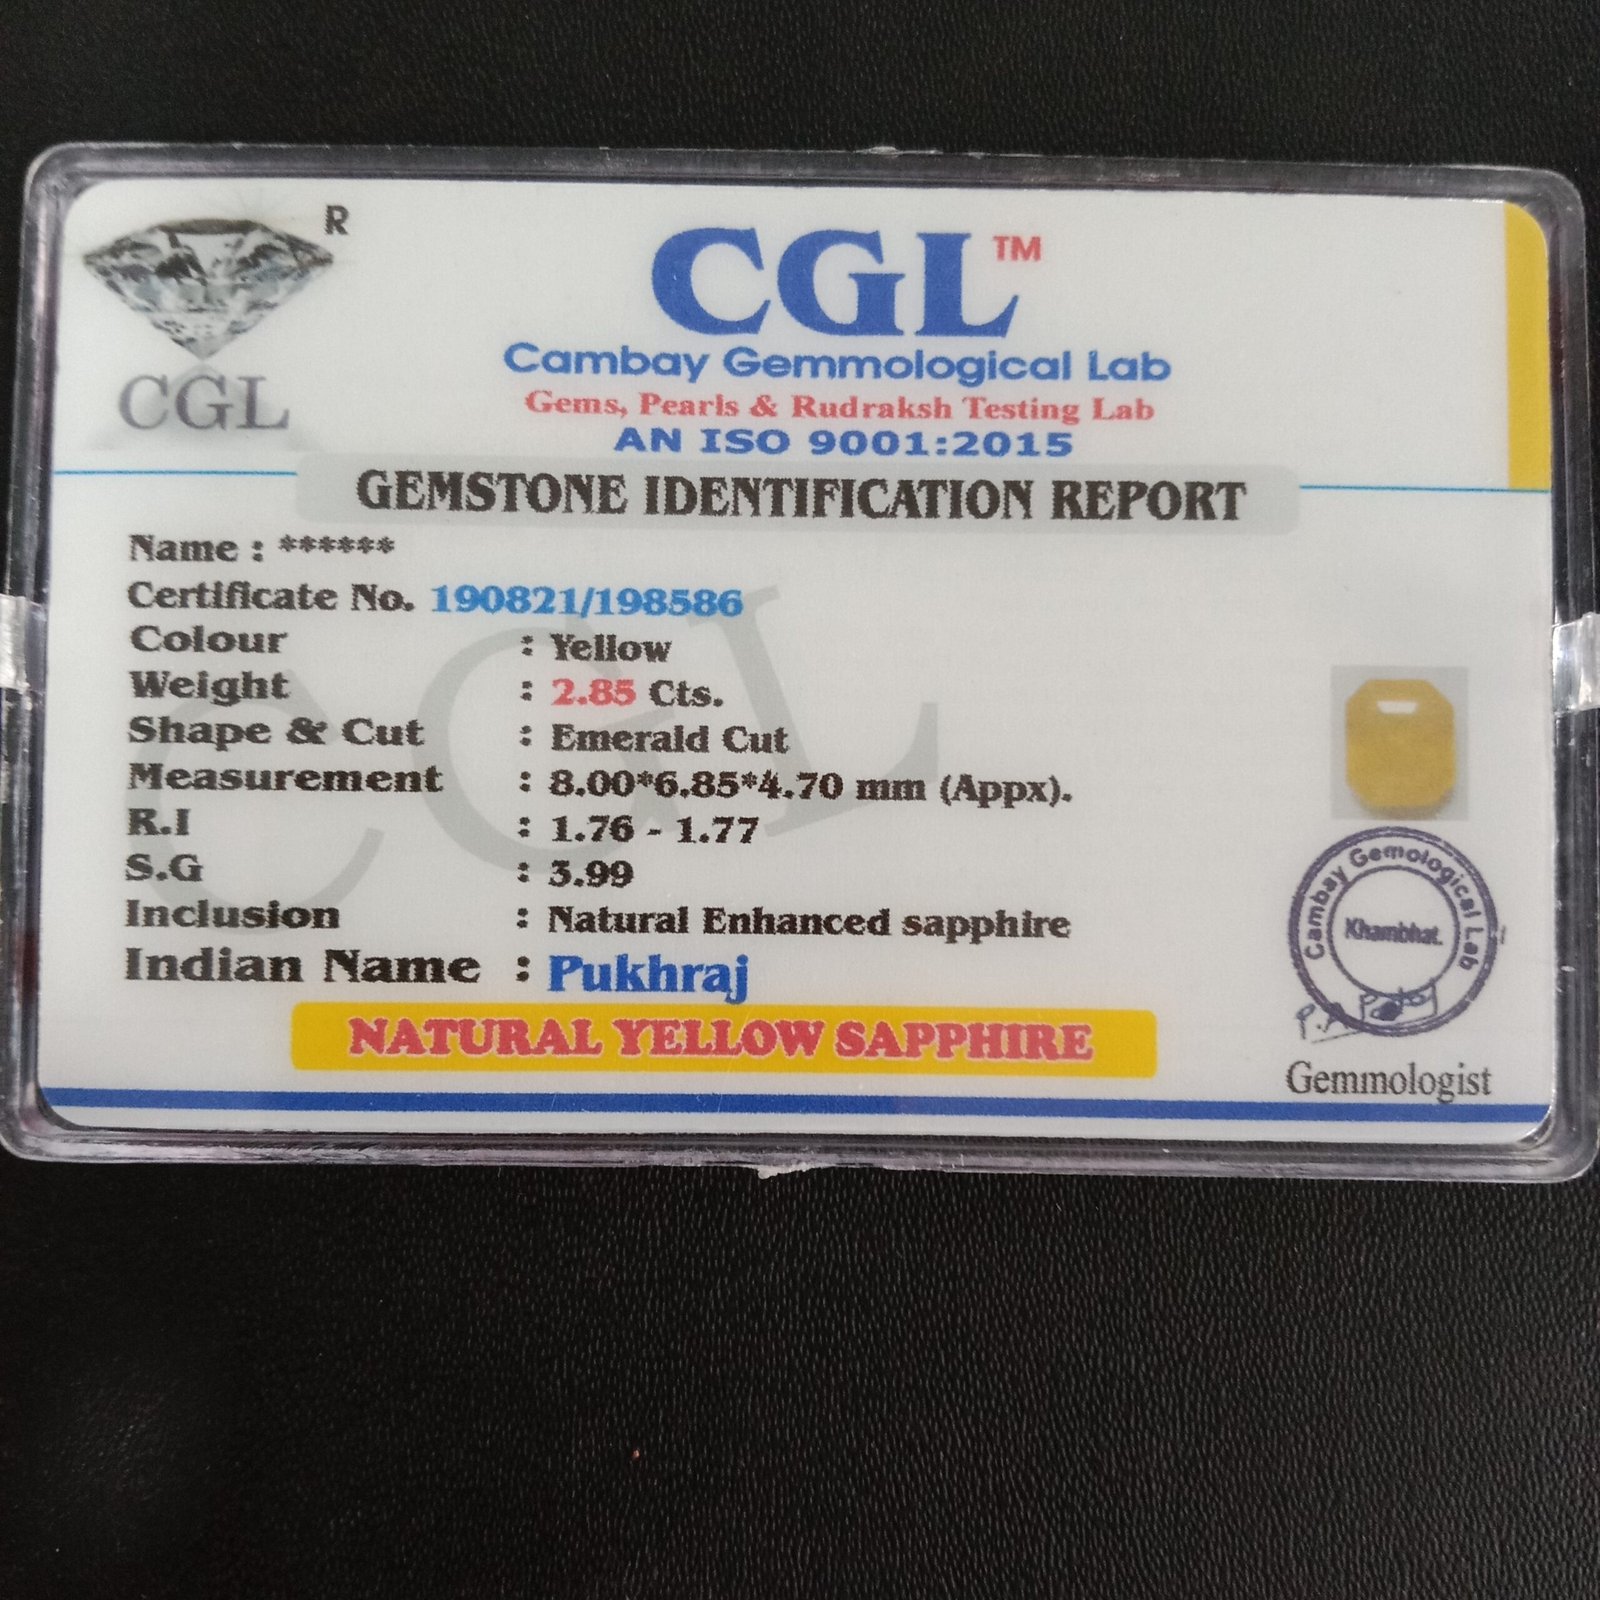 R
CGL
CGL™
Cambay Gemmological Lab
Gems, Pearls & Rudraksh Testing Lab
AN ISO 9001:2015
GEMSTONE IDENTIFICATION REPORT
Name : ******
Certificate No. 190821/198586
Colour : Yellow
Weight : 2.85 Cts.
Shape & Cut : Emerald Cut
Measurement : 8.00*6.85*4.70 mm (Appx).
R.I : 1.76 - 1.77
S.G : 3.99
Inclusion : Natural Enhanced sapphire
Indian Name : Pukhraj
NATURAL YELLOW SAPPHIRE
Cambay Gemological Lab
Khambhat.
Gemmologist
CGL